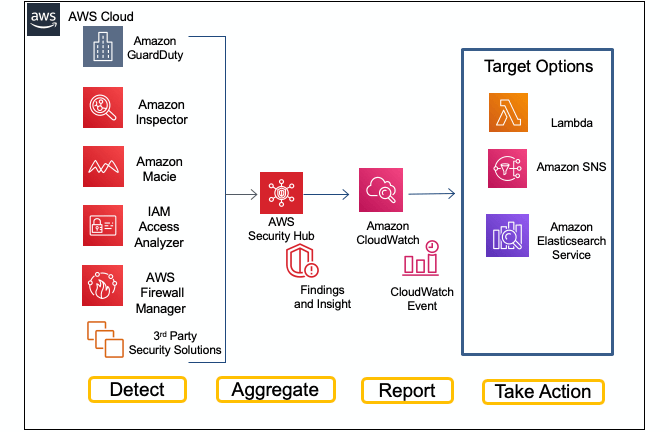 aws
AWS Cloud
Amazon
GuardDuty
Amazon
Inspector
Amazon
Macie
IAM
Access
Analyzer
AWS
Firewall
Manager
3rd Party
Security Solutions
AWS
Security Hub
Findings
and Insight
Amazon
CloudWatch
CloudWatch
Event
Target Options
Lambda
Amazon SNS
Amazon
Elasticsearch
Service
Detect
Aggregate
Report
Take Action